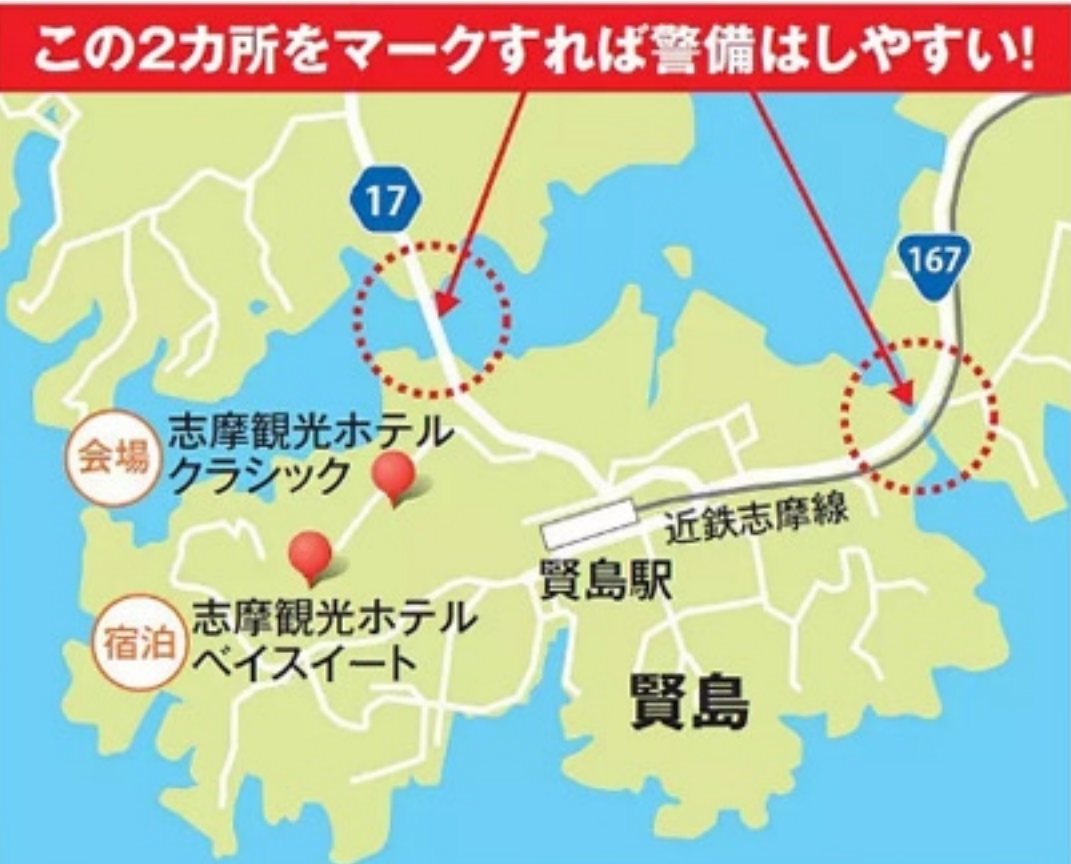 この2カ所をマークすれば警備はしやすい!
17
167
会場
志摩観光ホテル
クラシック
近鉄志摩線
賢島駅
宿泊
志摩観光ホテル
ベイスイート
賢島